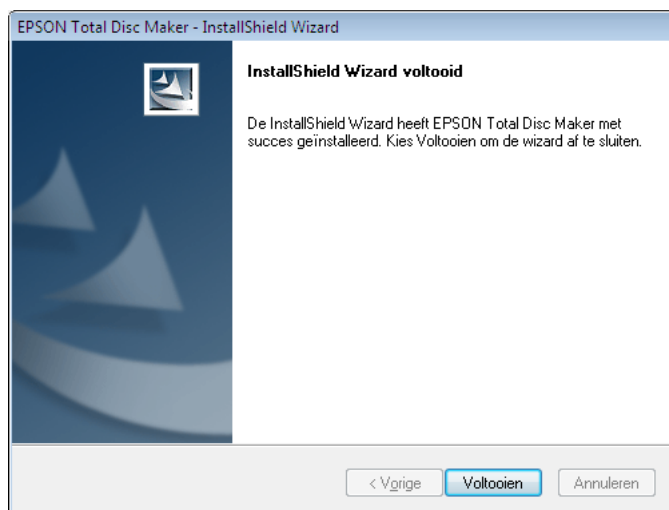 EPSON Total Disc Maker - InstallShield Wizard
InstallShield Wizard voltooid
De InstallShield Wizard heeft EPSON Total Disc Maker met
succes geïnstalleerd. Kies Voltooien om de wizard af te sluiten.
< Vorige Voltooien Annuleren